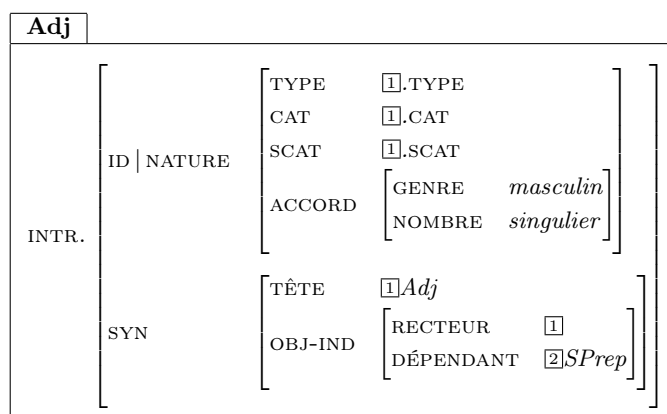 Adj
TYPE 1.TYPE
CAT 1.CAT
ID | NATURE SCAT 1.SCAT
ACCORD GENRE masculin
NOMBRE singulier
INTR.
TÊTE 1Adj
SYN OBJ-IND RECTEUR 1
DÉPENDANT 2SPrep